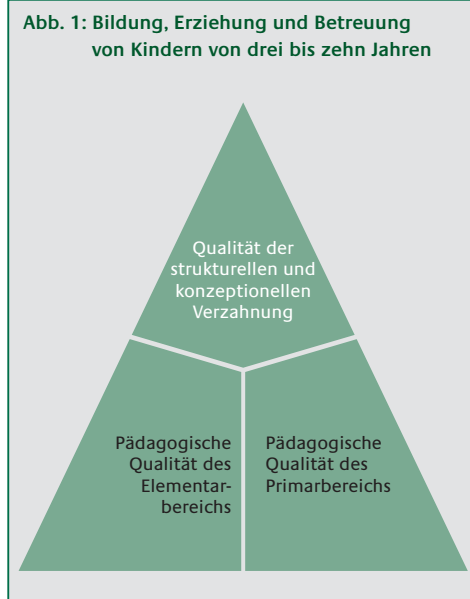 Abb. 1: Bildung, Erziehung und Betreuung
von Kindern von drei bis zehn Jahren
Qualität der
strukturellen und
konzeptionellen
Verzahnung
Pädagogische
Qualität des
Elementar-
bereichs
Pädagogische
Qualität des
Primarbereichs